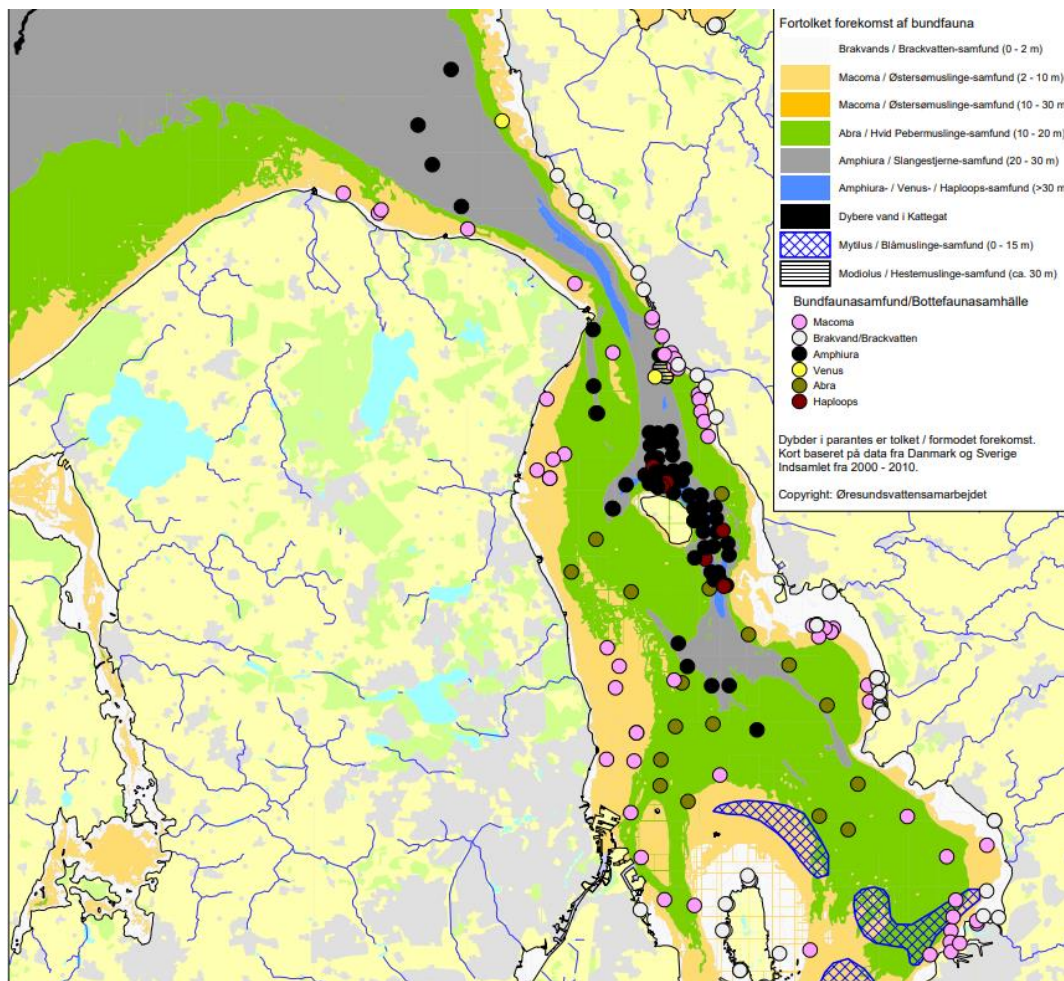 Fortolket forekomst af bundfauna
Brakvands / Brackvatten-samfund (0 - 2 m)
Macoma / Østersømuslinge-samfund (2 - 10 m)
Macoma / Østersømuslinge-samfund (10 - 30 m
Abra / Hvid Pebermuslinge-samfund (10 - 20 m)
Amphiura / Slangestjerne-samfund (20 - 30 m)
Amphiura- / Venus- / Haploops-samfund (>30 m
Dybere vand i Kattegat
Mytilus / Blåmuslinge-samfund (0 - 15 m)
Modiolus / Hestemuslinge-samfund (ca. 30 m)
Bundfaunasamfund/Bottefaunasamhälle
Macoma
Brakvand/Brackvatten
Amphiura
Venus
Abra
Haploops
Dybder i parantes er tolket / formodet forekomst.
Kort baseret på data fra Danmark og Sverige
Indsamlet fra 2000 - 2010.
Copyright: Øresundsvattensamarbejdet